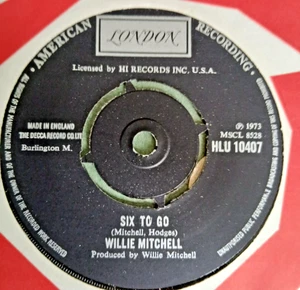 AMERICAN RECORDING
LONDON
Licensed by HI RECORDS INC. U.S.A.
MADE IN ENGLAND
THE DECCA RECORD CO. LTD
Burlington M.
℗ 1973
MSCL 8528
HLU 10407
SIX TO GO
(Mitchell, Hodges)
WILLIE MITCHELL
Produced by Willie Mitchell